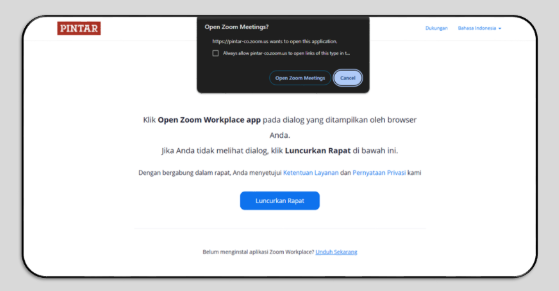 PINTAR
Open Zoom Meetings?
https://pintar-co.zoom.us wants to open this application.
Always allow pintar-co.zoom.us to open links of this type in t...
Open Zoom Meetings
Cancel
Dukungan
Bahasa Indonesia
Klik Open Zoom Workplace app pada dialog yang ditampilkan oleh browser
Anda.
Jika Anda tidak melihat dialog, klik Luncurkan Rapat di bawah ini.
Dengan bergabung dalam rapat, Anda menyetujui Ketentuan Layanan dan Pernyataan Privasi kami
Luncurkan Rapat
Belum menginstal aplikasi Zoom Workplace? Unduh Sekarang